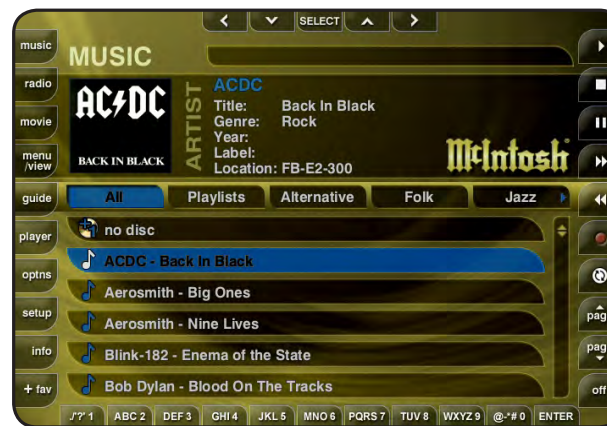 SELECT
music
MUSIC
radio
movie
menu
/view
guide
player
optns
setup
info
+ fav
AC DC
BACK IN BLACK
ARTIST
ACDC
Title: Back In Black
Genre: Rock
Year:
Label:
Location: FB-E2-300
McIntosh
All Playlists Alternative Folk Jazz
no disc
ACDC - Back In Black
Aerosmith - Big Ones
Aerosmith - Nine Lives
Blink-182 - Enema of the State
Bob Dylan - Blood On The Tracks
pag
pag
off
ABC 2 DEF 3 GHI 4 JKL 5 MNO 6 PQRS 7 TUV 8 WXYZ 9 @-*# 0 ENTER